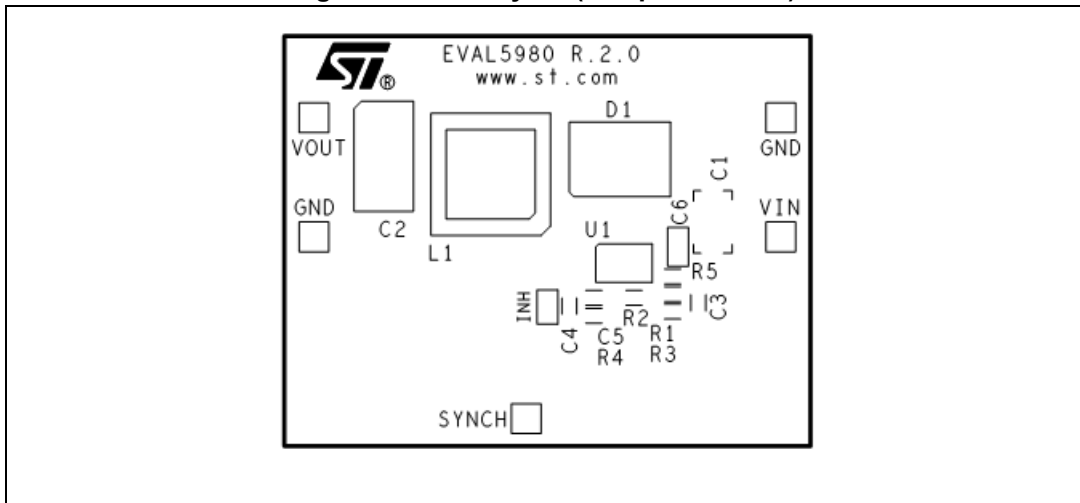 ST®
EVAL5980 R.2.0
www.st.com
D1
VOUT
GND
C1
GND
C6
VIN
C2
U1
L1
R5
INH
C3
R2
C4
C5
R1
R4
R3
SYNCH